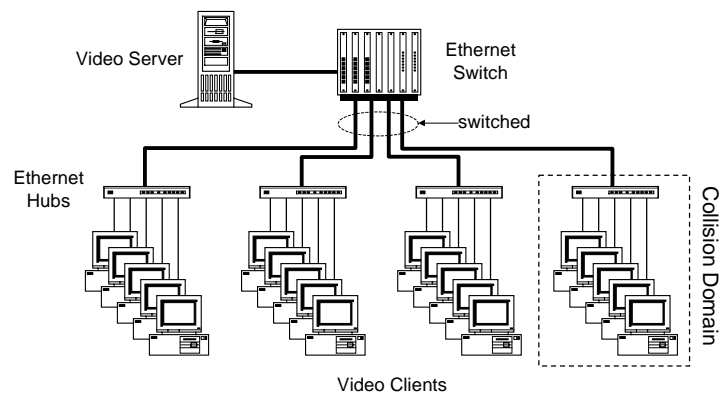 Video Server
Ethernet
Switch
switched
Ethernet
Hubs
Collision Domain
Video Clients